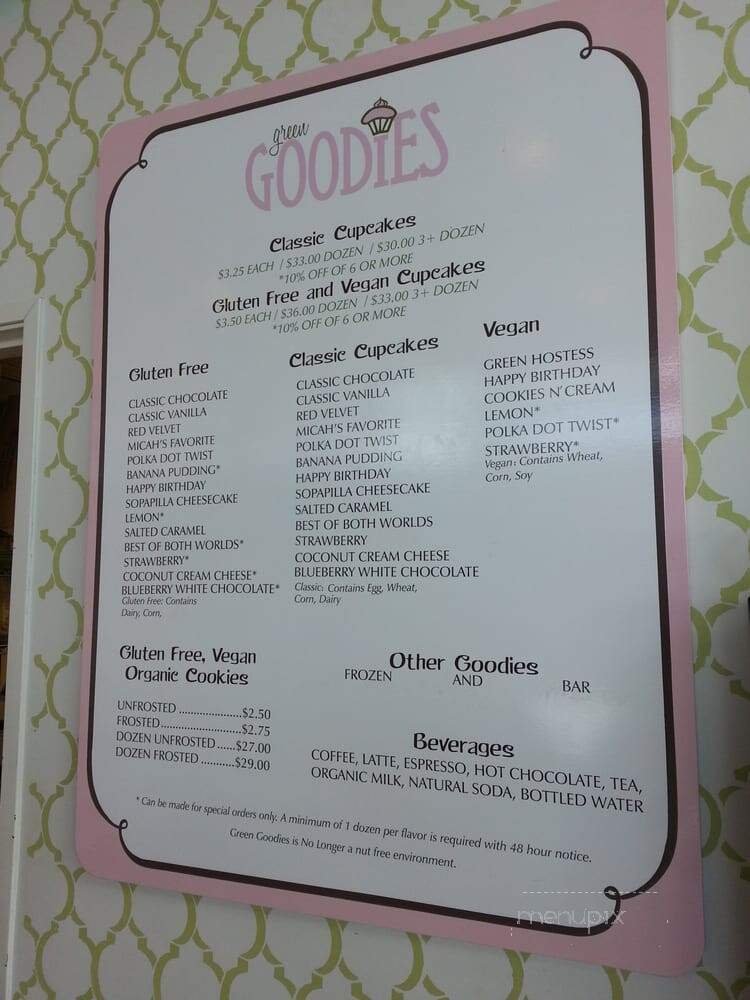 green
GOODIES
Classic Cupcakes
$3.25 EACH / $33.00 DOZEN / $30.00 3+ DOZEN
*10% OFF OF 6 OR MORE
Gluten Free and Vegan Cupcakes
$3.50 EACH / $36.00 DOZEN / $33.00 3+ DOZEN
*10% OFF OF 6 OR MORE
Gluten Free
CLASSIC CHOCOLATE
CLASSIC VANILLA
RED VELVET
MICAH'S FAVORITE
POLKA DOT TWIST
BANANA PUDDING*
HAPPY BIRTHDAY
SOPAPILLA CHEESECAKE
LEMON*
SALTED CARAMEL
BEST OF BOTH WORLDS*
STRAWBERRY*
COCONUT CREAM CHEESE*
BLUEBERRY WHITE CHOCOLATE*
Gluten Free: Contains
Dairy, Corn,
Classic Cupcakes
CLASSIC CHOCOLATE
CLASSIC VANILLA
RED VELVET
MICAH'S FAVORITE
POLKA DOT TWIST
BANANA PUDDING
HAPPY BIRTHDAY
SOPAPILLA CHEESECAKE
SALTED CARAMEL
BEST OF BOTH WORLDS
STRAWBERRY
COCONUT CREAM CHEESE
BLUEBERRY WHITE CHOCOLATE
Classic: Contains Egg, Wheat,
Corn, Dairy
Vegan
GREEN HOSTESS
HAPPY BIRTHDAY
COOKIES N' CREAM
LEMON*
POLKA DOT TWIST*
STRAWBERRY*
Vegan: Contains Wheat,
Corn, Soy
Gluten Free, Vegan
Organic Cookies
UNFROSTED .....................$2.50
FROSTED...........................$2.75
DOZEN UNFROSTED ......$27.00
DOZEN FROSTED ...........$29.00
Other Goodies
FROZEN AND BAR
Beverages
COFFEE, LATTE, ESPRESSO, HOT CHOCOLATE, TEA,
ORGANIC MILK, NATURAL SODA, BOTTLED WATER
* Can be made for special orders only. A minimum of 1 dozen per flavor is required with 48 hour notice.
Green Goodies is No Longer a nut free environment.
menupix